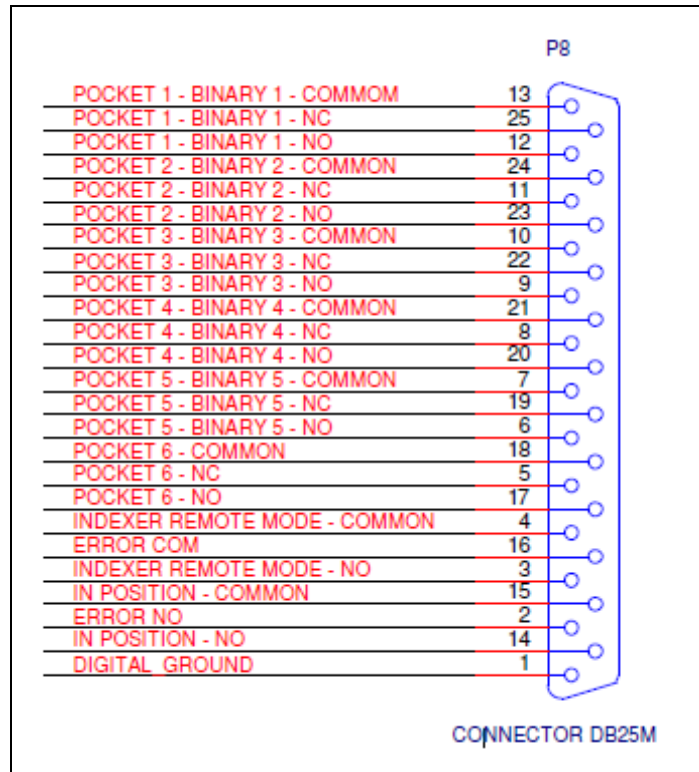 P8
POCKET 1 - BINARY 1 - COMMOM 13
POCKET 1 - BINARY 1 - NC 25
POCKET 1 - BINARY 1 - NO 12
POCKET 2 - BINARY 2 - COMMON 24
POCKET 2 - BINARY 2 - NC 11
POCKET 2 - BINARY 2 - NO 23
POCKET 3 - BINARY 3 - COMMON 10
POCKET 3 - BINARY 3 - NC 22
POCKET 3 - BINARY 3 - NO 9
POCKET 4 - BINARY 4 - COMMON 21
POCKET 4 - BINARY 4 - NC 8
POCKET 4 - BINARY 4 - NO 20
POCKET 5 - BINARY 5 - COMMON 7
POCKET 5 - BINARY 5 - NC 19
POCKET 5 - BINARY 5 - NO 6
POCKET 6 - COMMON 18
POCKET 6 - NC 5
POCKET 6 - NO 17
INDEXER REMOTE MODE - COMMON 4
ERROR COM 16
INDEXER REMOTE MODE - NO 3
IN POSITION - COMMON 15
ERROR NO 2
IN POSITION - NO 14
DIGITAL_GROUND 1
CONNECTOR DB25M